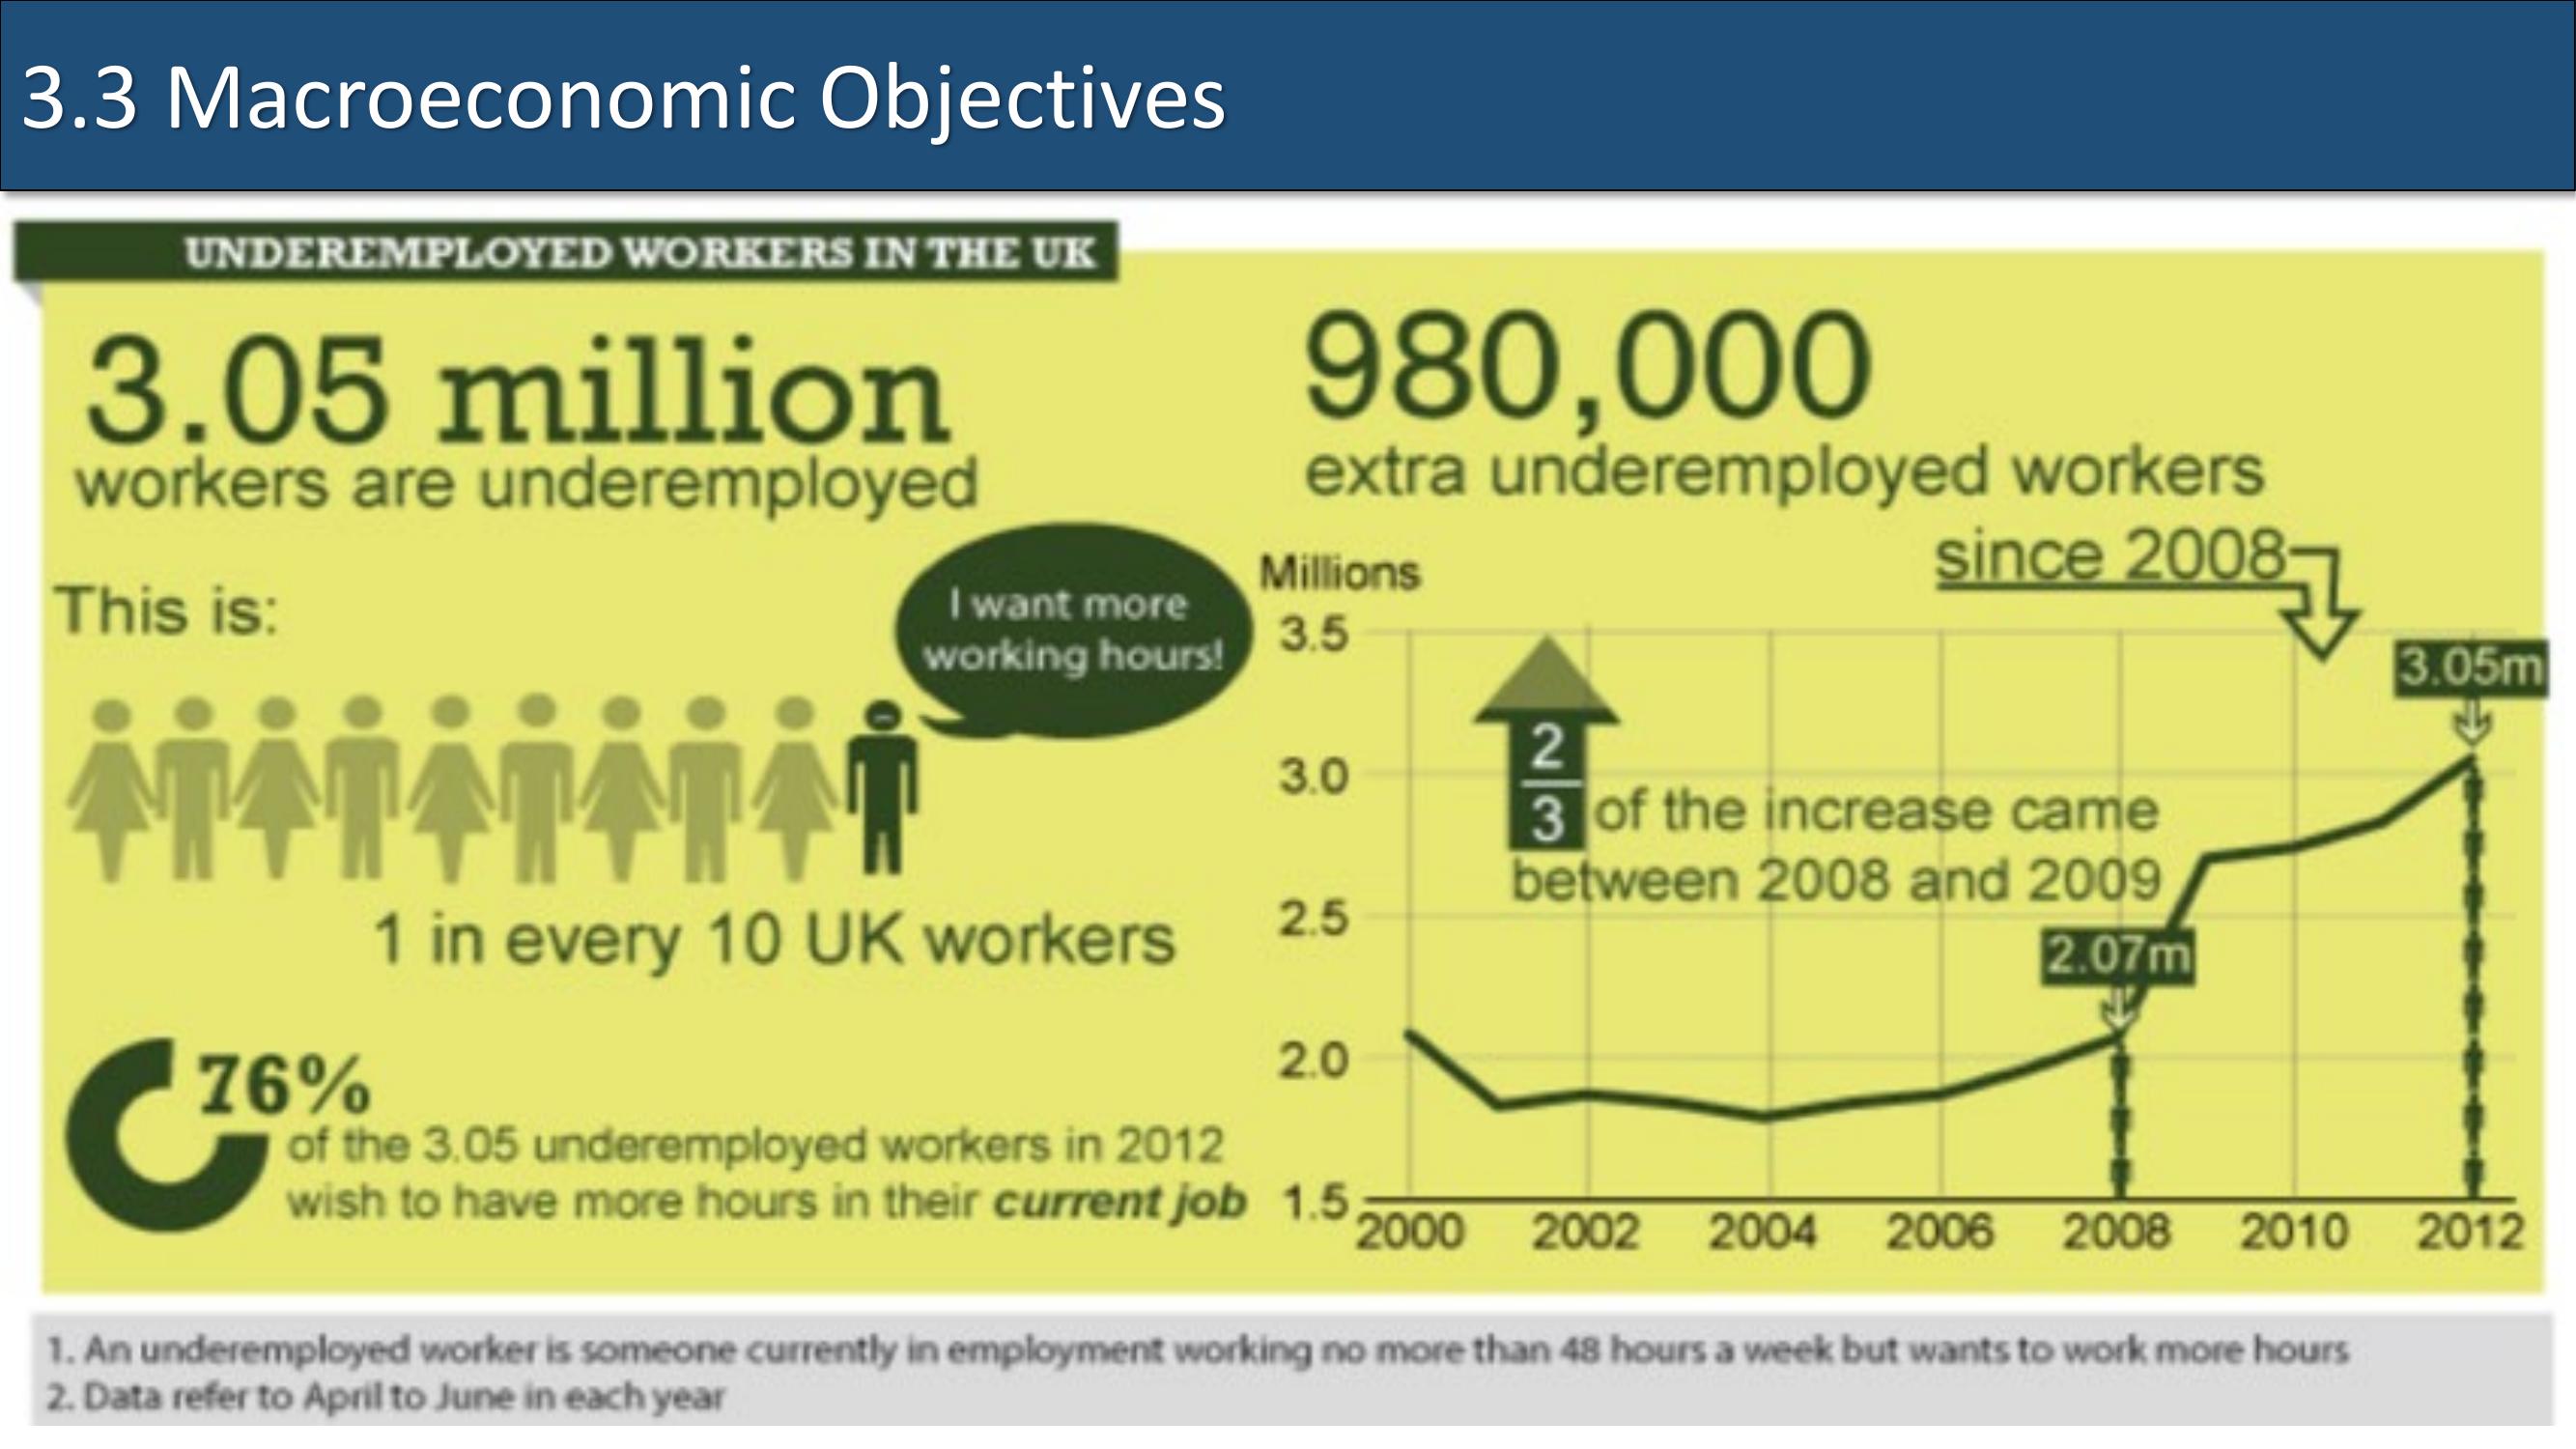 3.3 Macroeconomic Objectives
UNDEREMPLOYED WORKERS IN THE UK
3.05 million
workers are underemployed
This is:
I want more
working hours!
1 in every 10 UK workers
76%
of the 3.05 underemployed workers in 2012
wish to have more hours in their current job
980,000
extra underemployed workers
since 2008
Millions
3.5
3.0
2.5
2.0
1.5
3.05m
2
3
of the increase came
between 2008 and 2009
2.07m
2000 2002 2004 2006 2008 2010 2012
1. An underemployed worker is someone currently in employment working no more than 48 hours a week but wants to work more hours
2. Data refer to April to June in each year